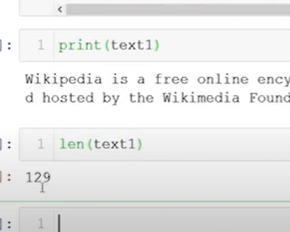 ]: 1 print(text1)
Wikipedia is a free online ency
d hosted by the Wikimedia Found
]: 1 len(text1)
]: 129
1